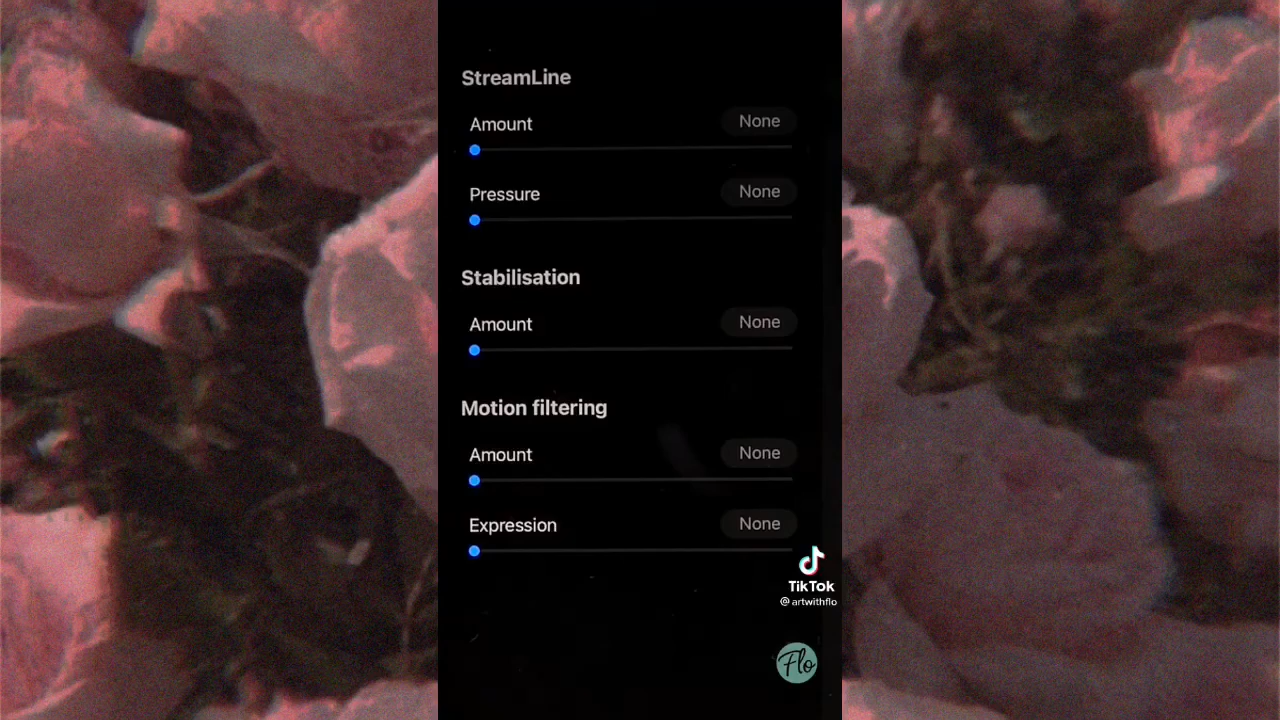 StreamLine
Amount None
Pressure None
Stabilisation
Amount None
Motion filtering
Amount None
Expression None
TikTok
@artwithflo
Flo